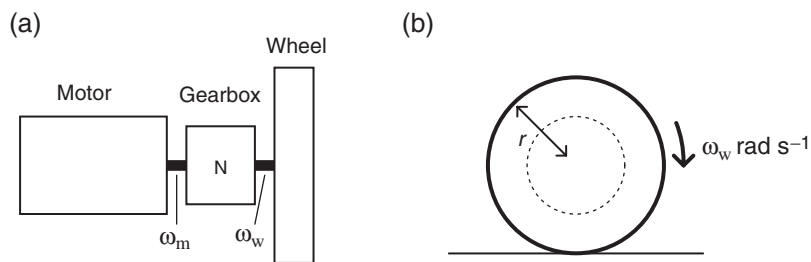 (a)
Wheel
Motor
Gearbox
N
ωm
ωw
(b)
r
ωw rad s−1